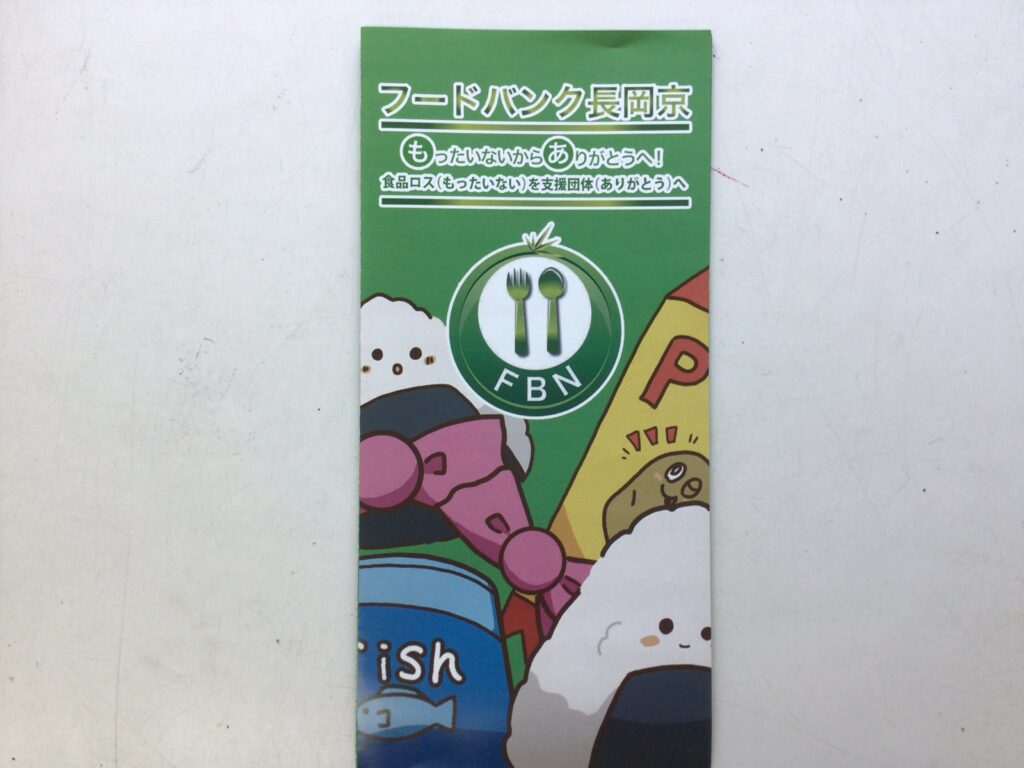 フードバンク長岡京
もったいないからありがとうへ!
食品ロス(もったいない)を支援団体(ありがとう)へ
FBN
P
ish